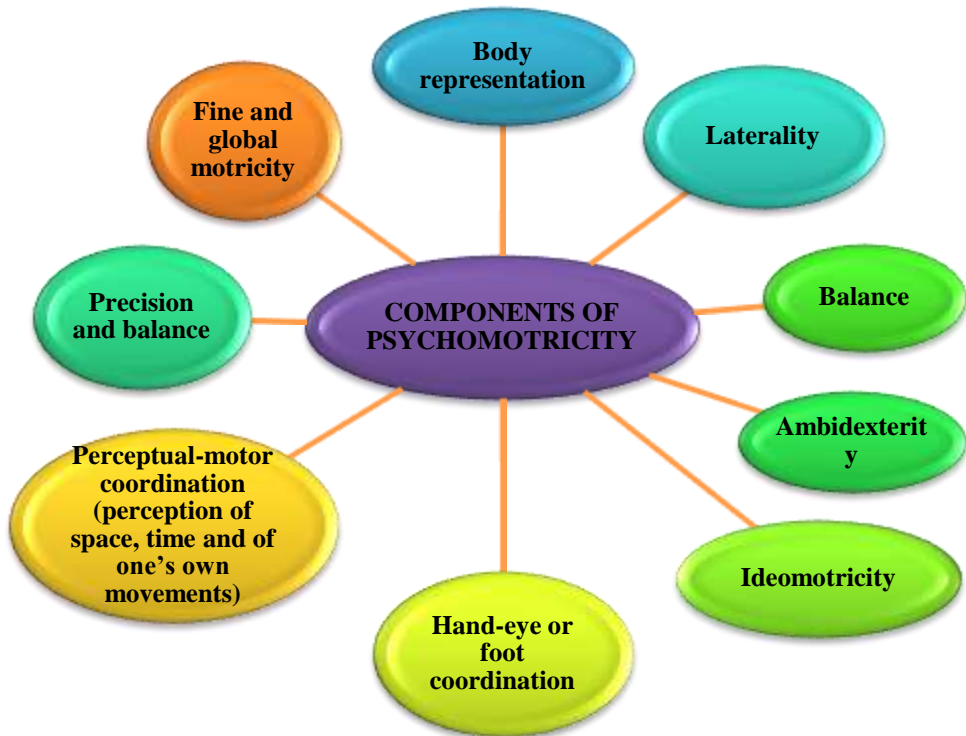 Body
representation
Fine and
global
motricity
Laterality
Precision
and balance
COMPONENTS OF
PSYCHOMOTRICITY
Balance
Ambidexterit
y
Perceptual-motor
coordination
(perception of
space, time and of
one’s own
movements)
Ideomotricity
Hand-eye or
foot
coordination